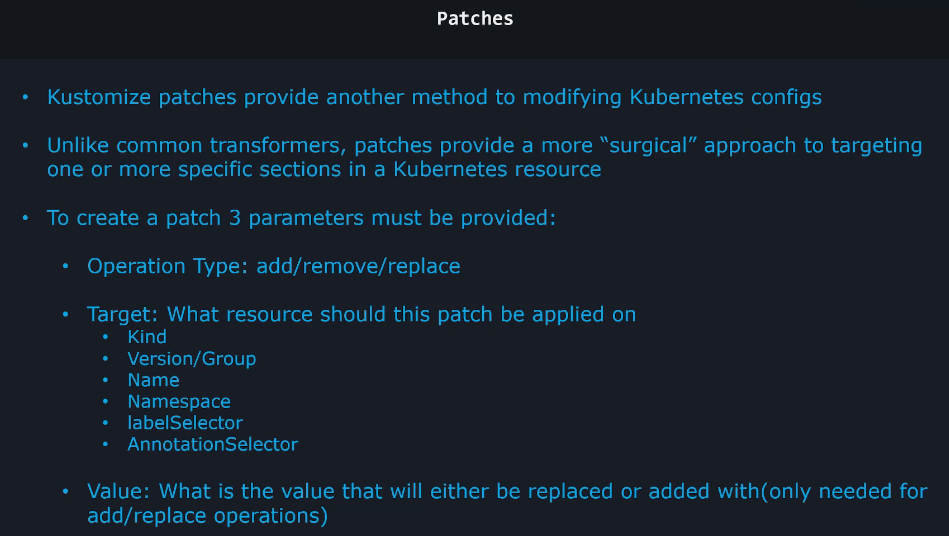 Patches
• Kustomize patches provide another method to modifying Kubernetes configs
• Unlike common transformers, patches provide a more “surgical” approach to targeting
one or more specific sections in a Kubernetes resource
• To create a patch 3 parameters must be provided:
• Operation Type: add/remove/replace
• Target: What resource should this patch be applied on
• Kind
• Version/Group
• Name
• Namespace
• labelSelector
• AnnotationSelector
• Value: What is the value that will either be replaced or added with(only needed for
add/replace operations)